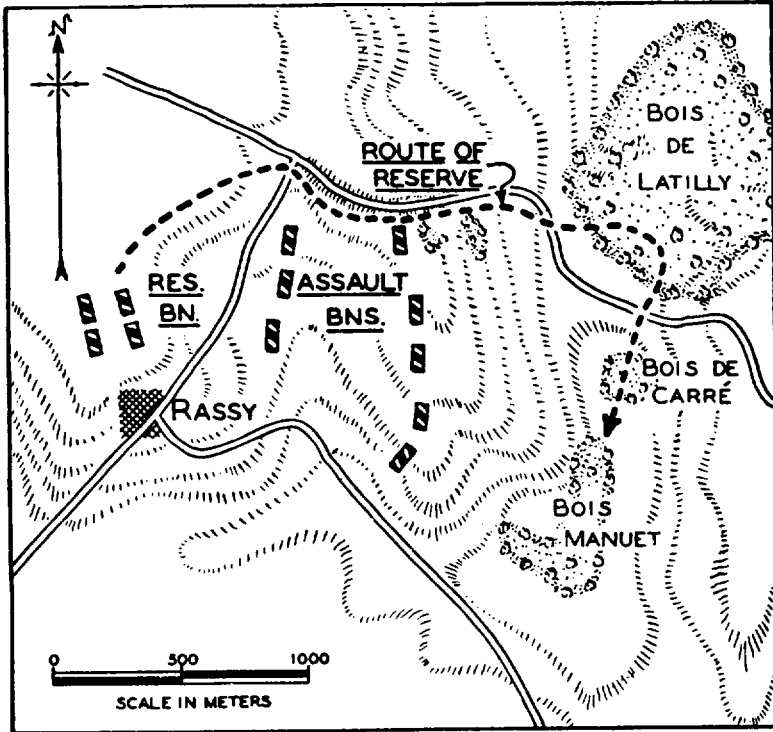 N
BOIS
DE
LATILLY
ROUTE OF
RESERVE
RES.
BN.
ASSAULT
BNS.
BOIS DE
CARRÉ
RASSY
BOIS
MANUET
0 500 1000
SCALE IN METERS